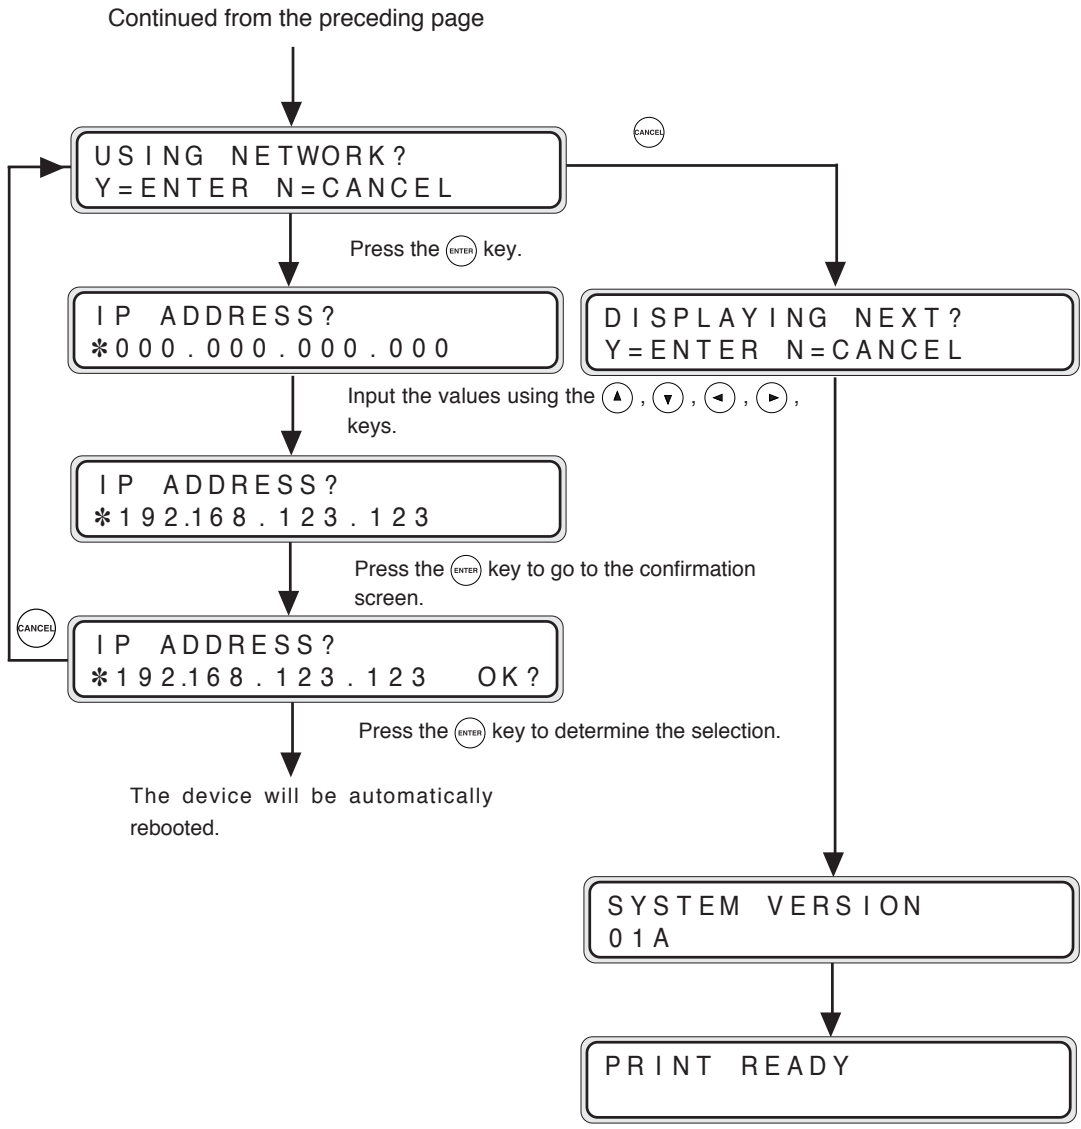 Continued from the preceding page
CANCEL
USING NETWORK?
Y=ENTER N=CANCEL
Press the ENTER key.
IP ADDRESS?
✻000.000.000.000
DISPLAYING NEXT?
Y=ENTER N=CANCEL
Input the values using the ▲ , ▼ , ◄ , ► ,
keys.
IP ADDRESS?
✻192.168.123.123
Press the ENTER key to go to the confirmation
screen.
CANCEL
IP ADDRESS?
✻192.168.123.123 OK?
Press the ENTER key to determine the selection.
The device will be automatically
rebooted.
SYSTEM VERSION
01A
PRINT READY